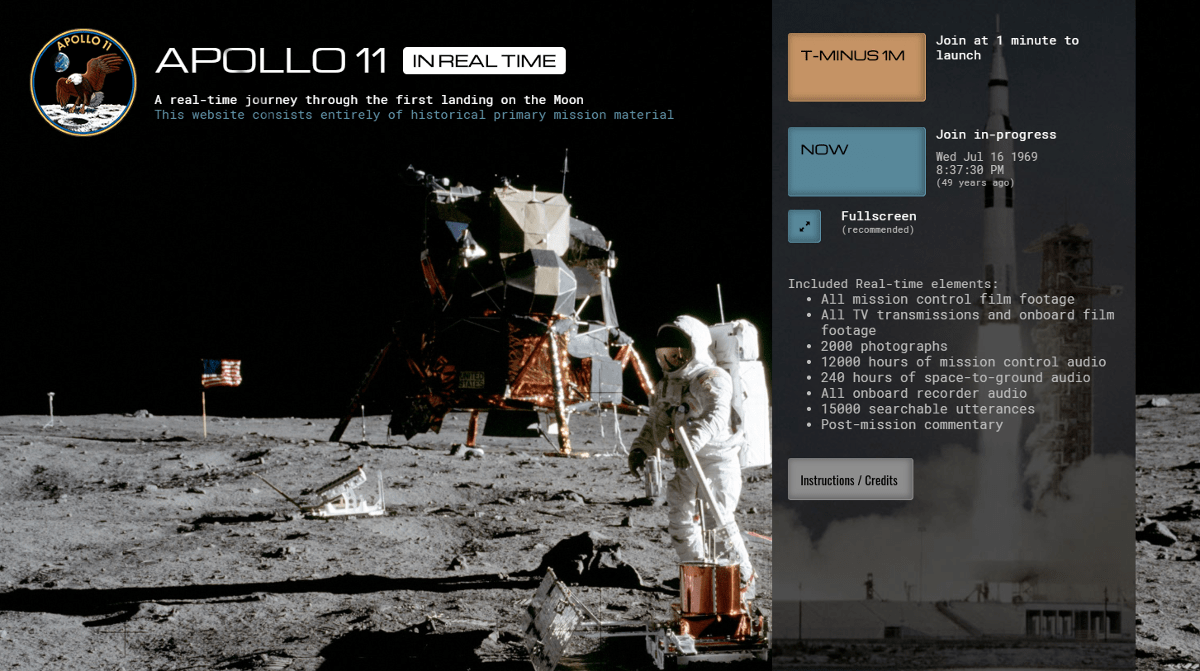 APOLLO 11
APOLLO 11 IN REAL TIME
A real-time journey through the first landing on the Moon
This website consists entirely of historical primary mission material
UNITED
STATES
T-MINUS 1M
Join at 1 minute to
launch
NOW
Join in-progress
Wed Jul 16 1969
8:37:30 PM
(49 years ago)
Fullscreen
(recommended)
Included Real-time elements:
• All mission control film footage
• All TV transmissions and onboard film
footage
• 2000 photographs
• 12000 hours of mission control audio
• 240 hours of space-to-ground audio
• All onboard recorder audio
• 15000 searchable utterances
• Post-mission commentary
Instructions / Credits